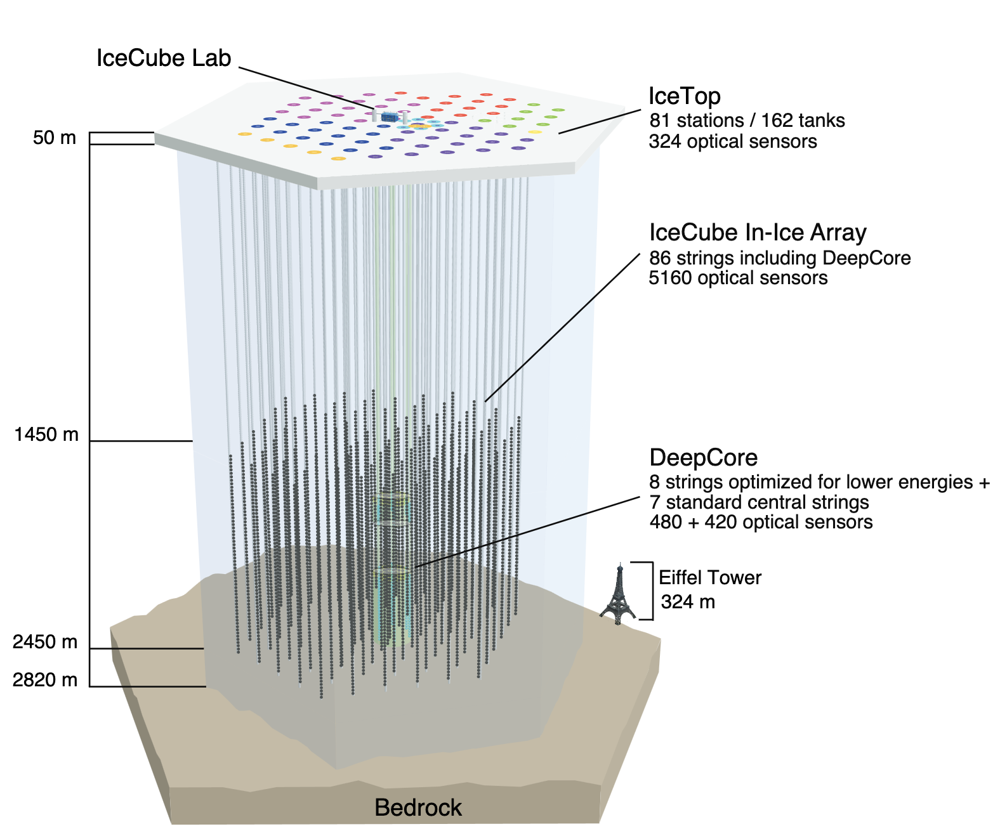 IceCube Lab
IceTop
81 stations / 162 tanks
324 optical sensors
50 m
IceCube In-Ice Array
86 strings including DeepCore
5160 optical sensors
1450 m
DeepCore
8 strings optimized for lower energies +
7 standard central strings
480 + 420 optical sensors
Eiffel Tower
324 m
2450 m
2820 m
Bedrock